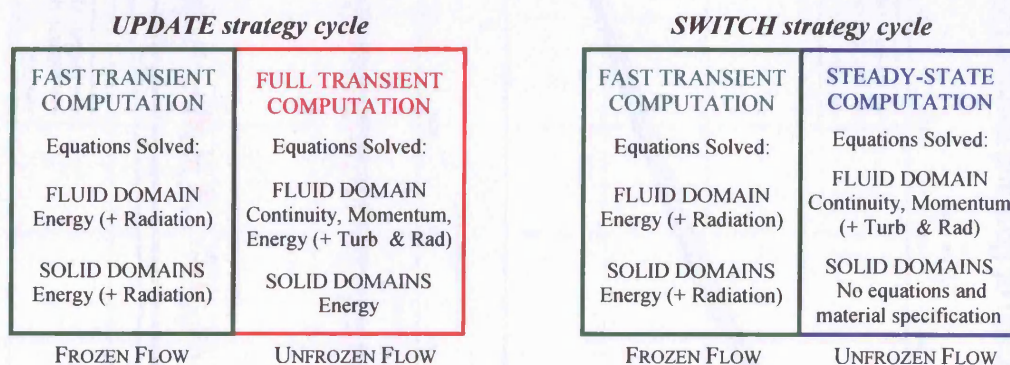 UPDATE strategy cycle
FAST TRANSIENT
COMPUTATION
Equations Solved:
FLUID DOMAIN
Energy (+ Radiation)
SOLID DOMAINS
Energy (+ Radiation)
FROZEN FLOW
FULL TRANSIENT
COMPUTATION
Equations Solved:
FLUID DOMAIN
Continuity, Momentum,
Energy (+ Turb & Rad)
SOLID DOMAINS
Energy
UNFROZEN FLOW
SWITCH strategy cycle
FAST TRANSIENT
COMPUTATION
Equations Solved:
FLUID DOMAIN
Energy (+ Radiation)
SOLID DOMAINS
Energy (+ Radiation)
FROZEN FLOW
STEADY-STATE
COMPUTATION
Equations Solved:
FLUID DOMAIN
Continuity, Momentum
(+ Turb & Rad)
SOLID DOMAINS
No equations and
material specification
UNFROZEN FLOW